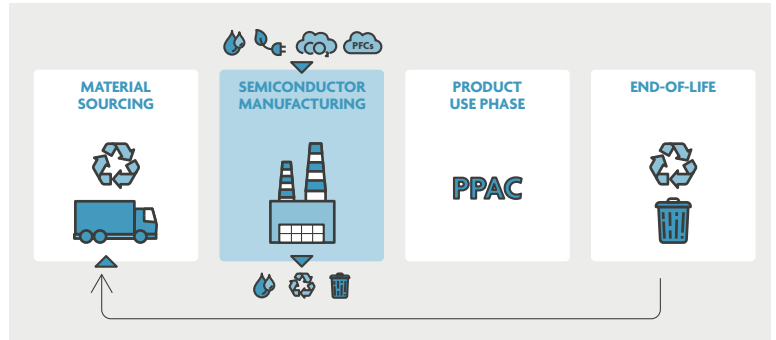 CO2
PFCs
MATERIAL
SOURCING
SEMICONDUCTOR
MANUFACTURING
PRODUCT
USE PHASE
END-OF-LIFE
PPAC